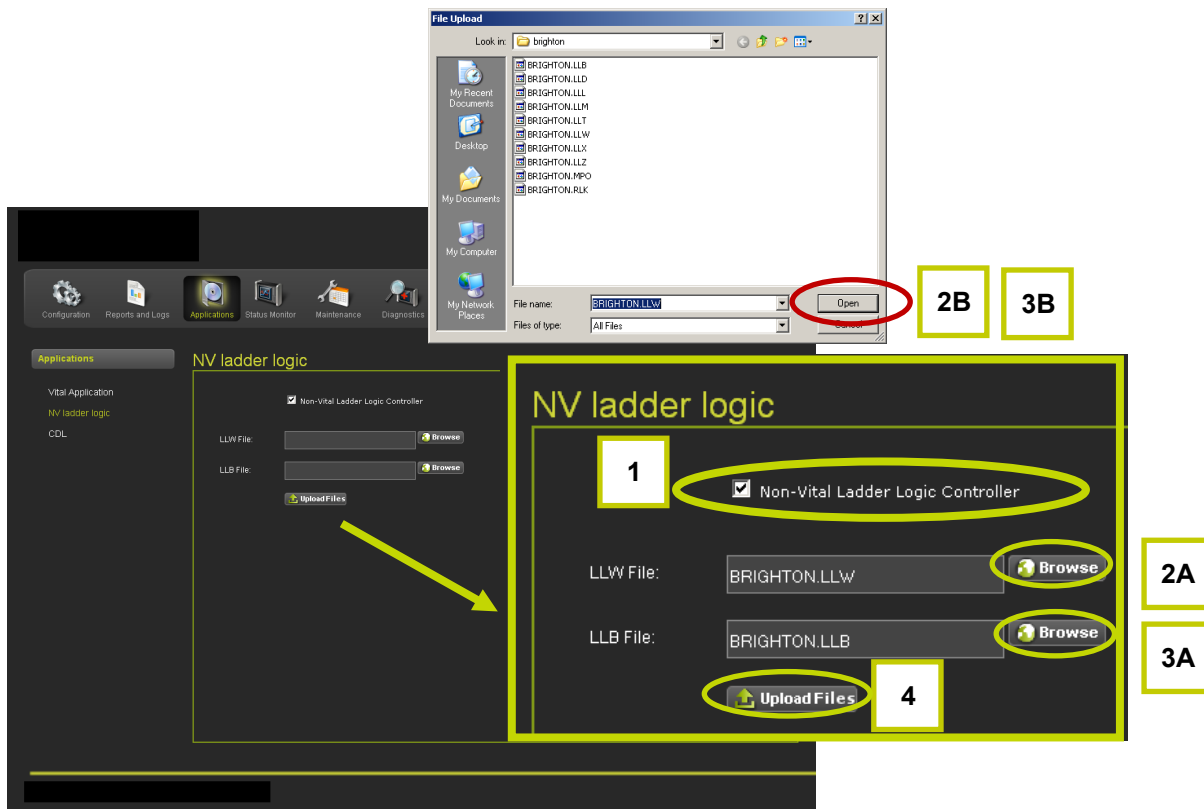 File Upload
Look in:
brighton
My Recent
Documents
Desktop
My Documents
My Computer
My Network
Places
BRIGHTON.LLB
BRIGHTON.LLD
BRIGHTON.LLL
BRIGHTON.LLM
BRIGHTON.LLT
BRIGHTON.LLW
BRIGHTON.LLX
BRIGHTON.LLZ
BRIGHTON.MPO
BRIGHTON.RLK
File name:
BRIGHTON.LLW
Open
Files of type:
All Files
Cancel
2B
3B
Configuration
Reports and Logs
Applications
Status Monitor
Maintenance
Diagnostics
Applications
Vital Application
NV ladder logic
CDL
NV ladder logic
Non-Vital Ladder Logic Controller
LLW File:
Browse
LLB File:
Browse
Upload Files
NV ladder logic
1
Non-Vital Ladder Logic Controller
LLW File:
BRIGHTON.LLW
Browse
2A
LLB File:
BRIGHTON.LLB
Browse
3A
Upload Files
4